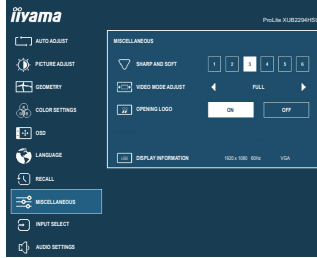 iiyama
ProLite XUB2294HSU
AUTO ADJUST
MISCELLANEOUS
PICTURE ADJUST
SHARP AND SOFT
1 2 3 4 5 6
GEOMETRY
VIDEO MODE ADJUST
FULL
COLOR SETTINGS
OPENING LOGO
ON
OFF
OSD
LANGUAGE
DISPLAY INFORMATION
1920 x 1080 60Hz
VGA
RECALL
MISCELLANEOUS
INPUT SELECT
AUDIO SETTINGS